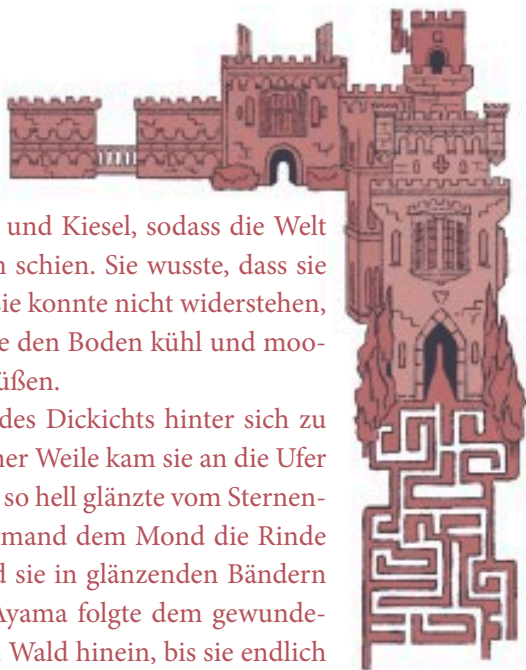 und Kiesel, sodass die Welt
n schien. Sie wusste, dass sie
sie konnte nicht widerstehen,
e den Boden kühl und moo-
üßen.
des Dickichts hinter sich zu
ner Weile kam sie an die Ufer
so hell glänzte vom Sternen-
mand dem Mond die Rinde
d sie in glänzenden Bändern
Ayama folgte dem gewunde-
Wald hinein, bis sie endlich